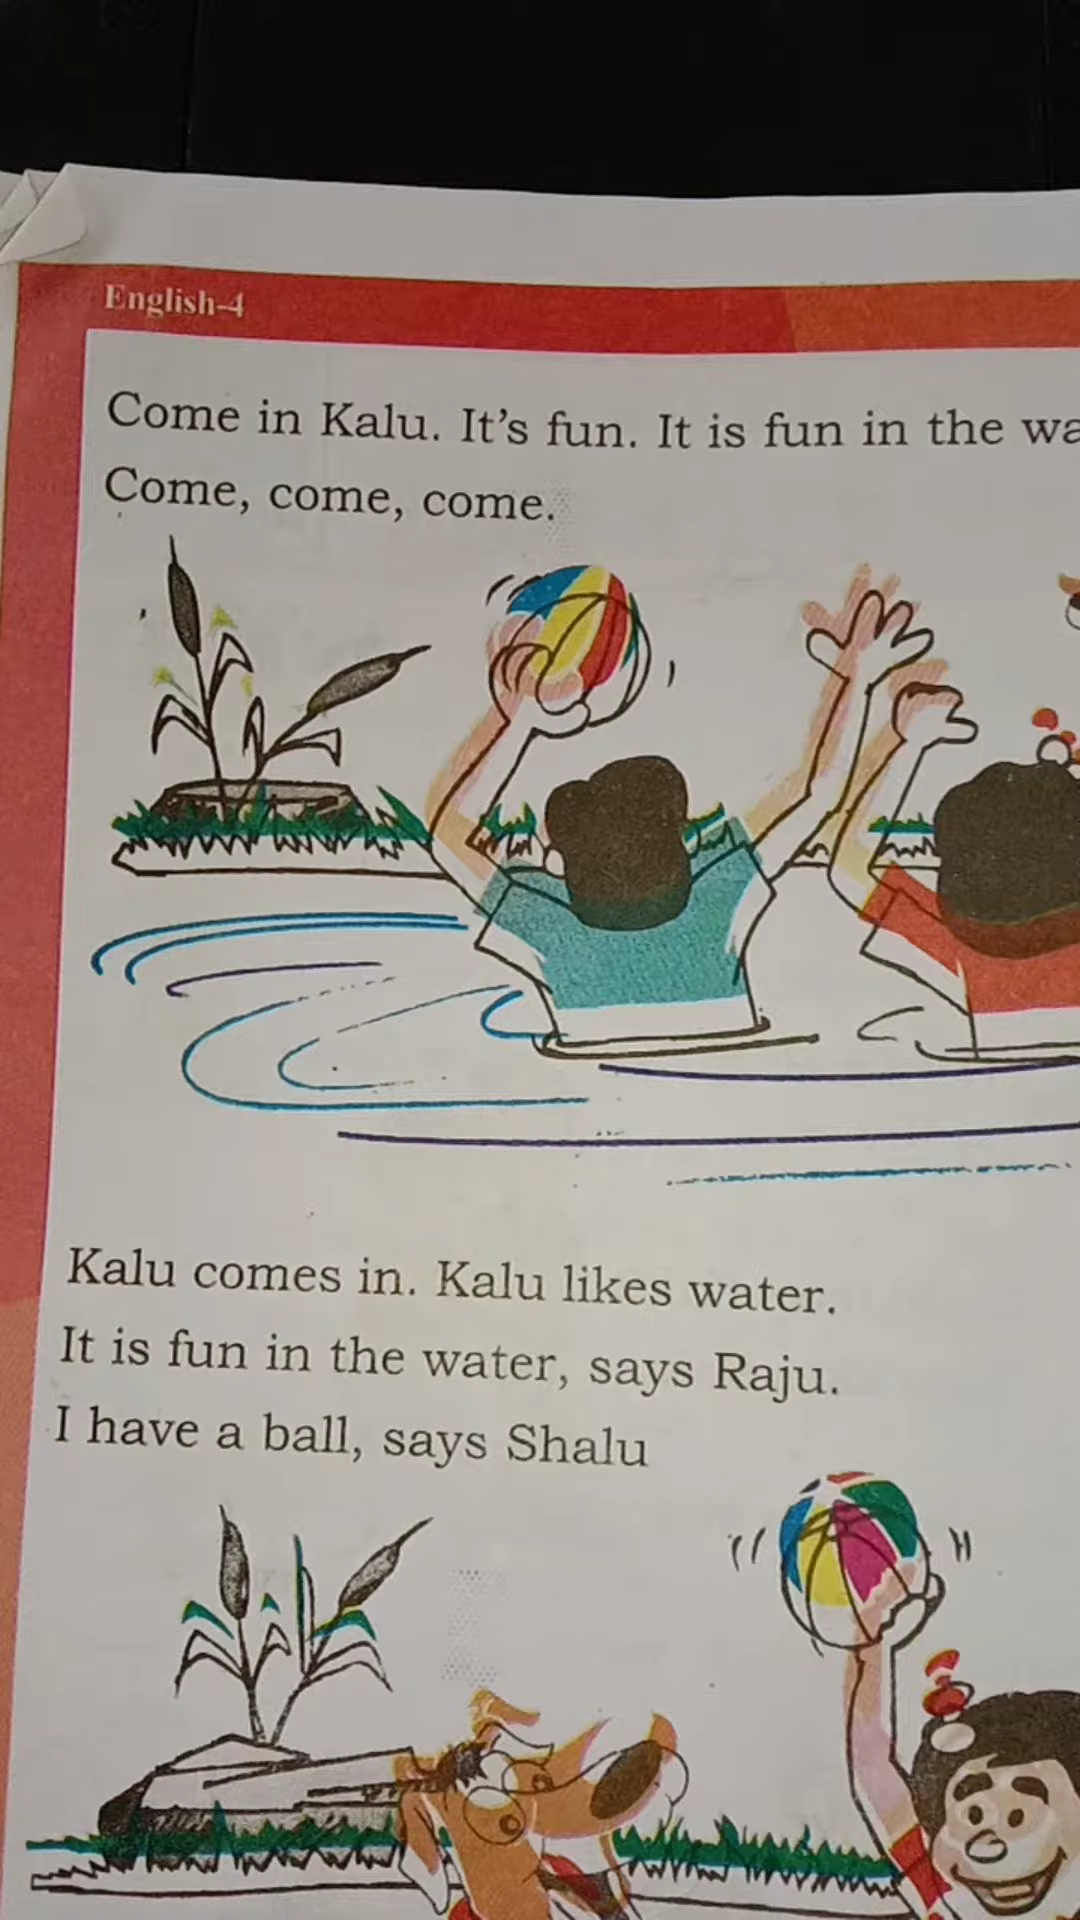 English-4
Come in Kalu. It's fun. It is fun in the
Come, come, come.
Kalu comes in. Kalu likes water.
It is fun in the water, says Raju.
I have a ball, says Shalu